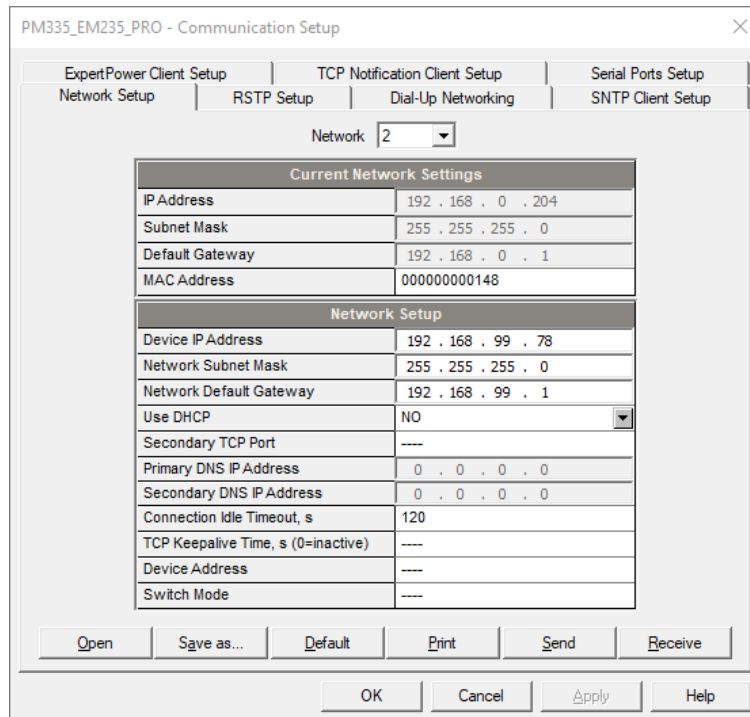 PM335_EM235_PRO - Communication Setup
ExpertPower Client Setup TCP Notification Client Setup Serial Ports Setup
Network Setup RSTP Setup Dial-Up Networking SNTP Client Setup
Network 2
Current Network Settings
IP Address 192 . 168 . 0 . 204
Subnet Mask 255 . 255 . 255 . 0
Default Gateway 192 . 168 . 0 . 1
MAC Address 000000000148
Network Setup
Device IP Address 192 . 168 . 99 . 78
Network Subnet Mask 255 . 255 . 255 . 0
Network Default Gateway 192 . 168 . 99 . 1
Use DHCP NO
Secondary TCP Port ----
Primary DNS IP Address 0 . 0 . 0 . 0
Secondary DNS IP Address 0 . 0 . 0 . 0
Connection Idle Timeout, s 120
TCP Keepalive Time, s (0=inactive) ----
Device Address ----
Switch Mode ----
Open Save as... Default Print Send Receive
OK Cancel Apply Help